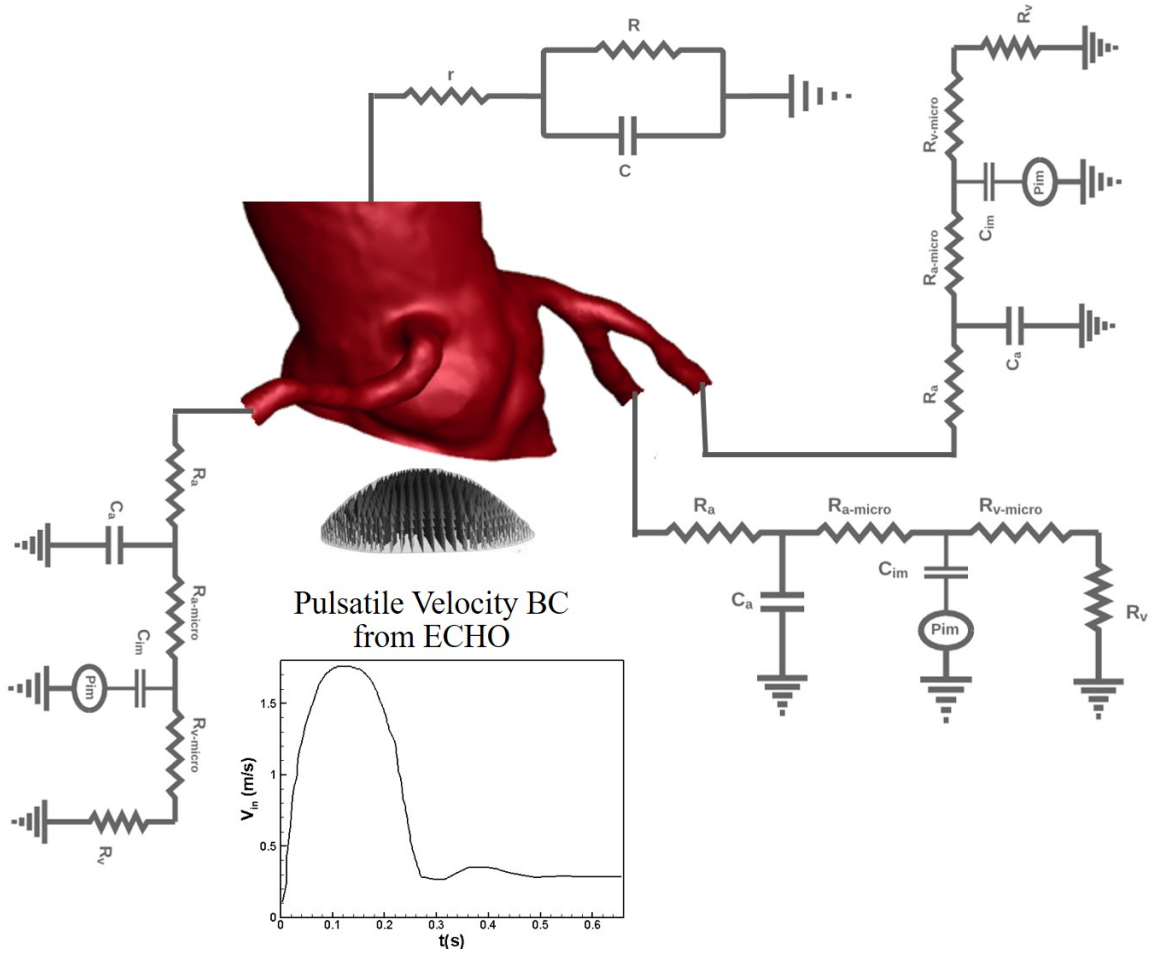 R
r
C
Rv
Rv-micro
Cim
Pim
Ra-micro
Ca
Ra
Ra
Ca
Ra-micro
Cim
Pim
Rv-micro
Rv
Ra
Ra-micro
Rv-micro
Ca
Cim
Pim
Rv
Pulsatile Velocity BC
from ECHO
Vin (m/s)
1.5
1
0.5
0
0 0.1 0.2 0.3 0.4 0.5 0.6
t(s)